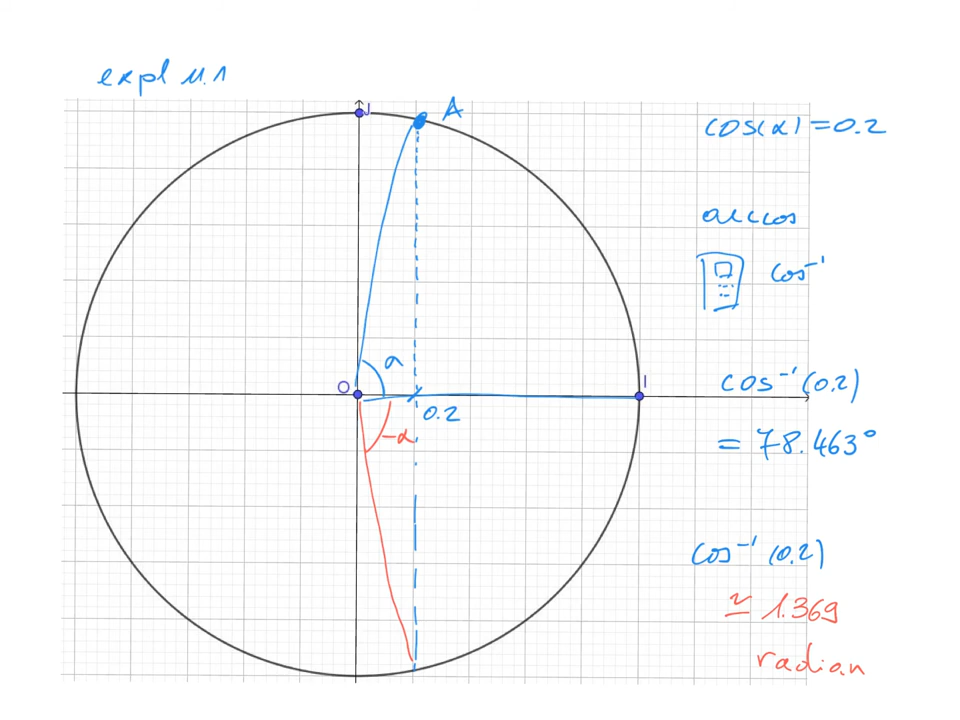 expl 11.1
J
A
cos(α) = 0.2
arccos
cos⁻¹
α
O
I
0.2
-α
cos⁻¹(0.2)
= 78.463°
cos⁻¹(0.2)
≃ 1.369
radian